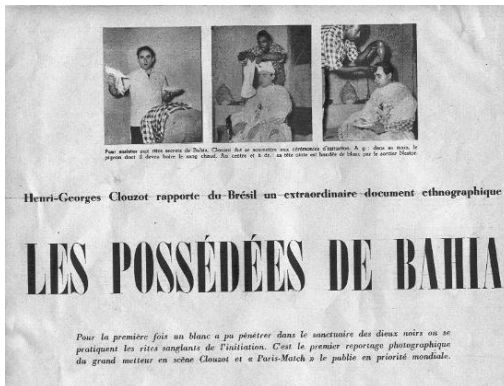 Pour assister aux rites secrets de Bahia, Clouzot dut se soumettre aux cérémonies d'initiation. A g.: dans sa main, le
pigeon dont il devra boire le sang chaud. Au centre et à dr.: sa tête est bandée de blanc par le sorcier Nestor.
Henri-Georges Clouzot rapporte du Brésil un extraordinaire document ethnographique
LES POSSÉDÉES DE BAHIA
Pour la première fois un blanc a pu pénétrer dans le sanctuaire des dieux noirs ou se
pratiquent les rites sanglants de l'initiation. C'est le premier reportage photographique
du grand metteur en scène Clouzot et « Paris-Match » le publie en priorité mondiale.